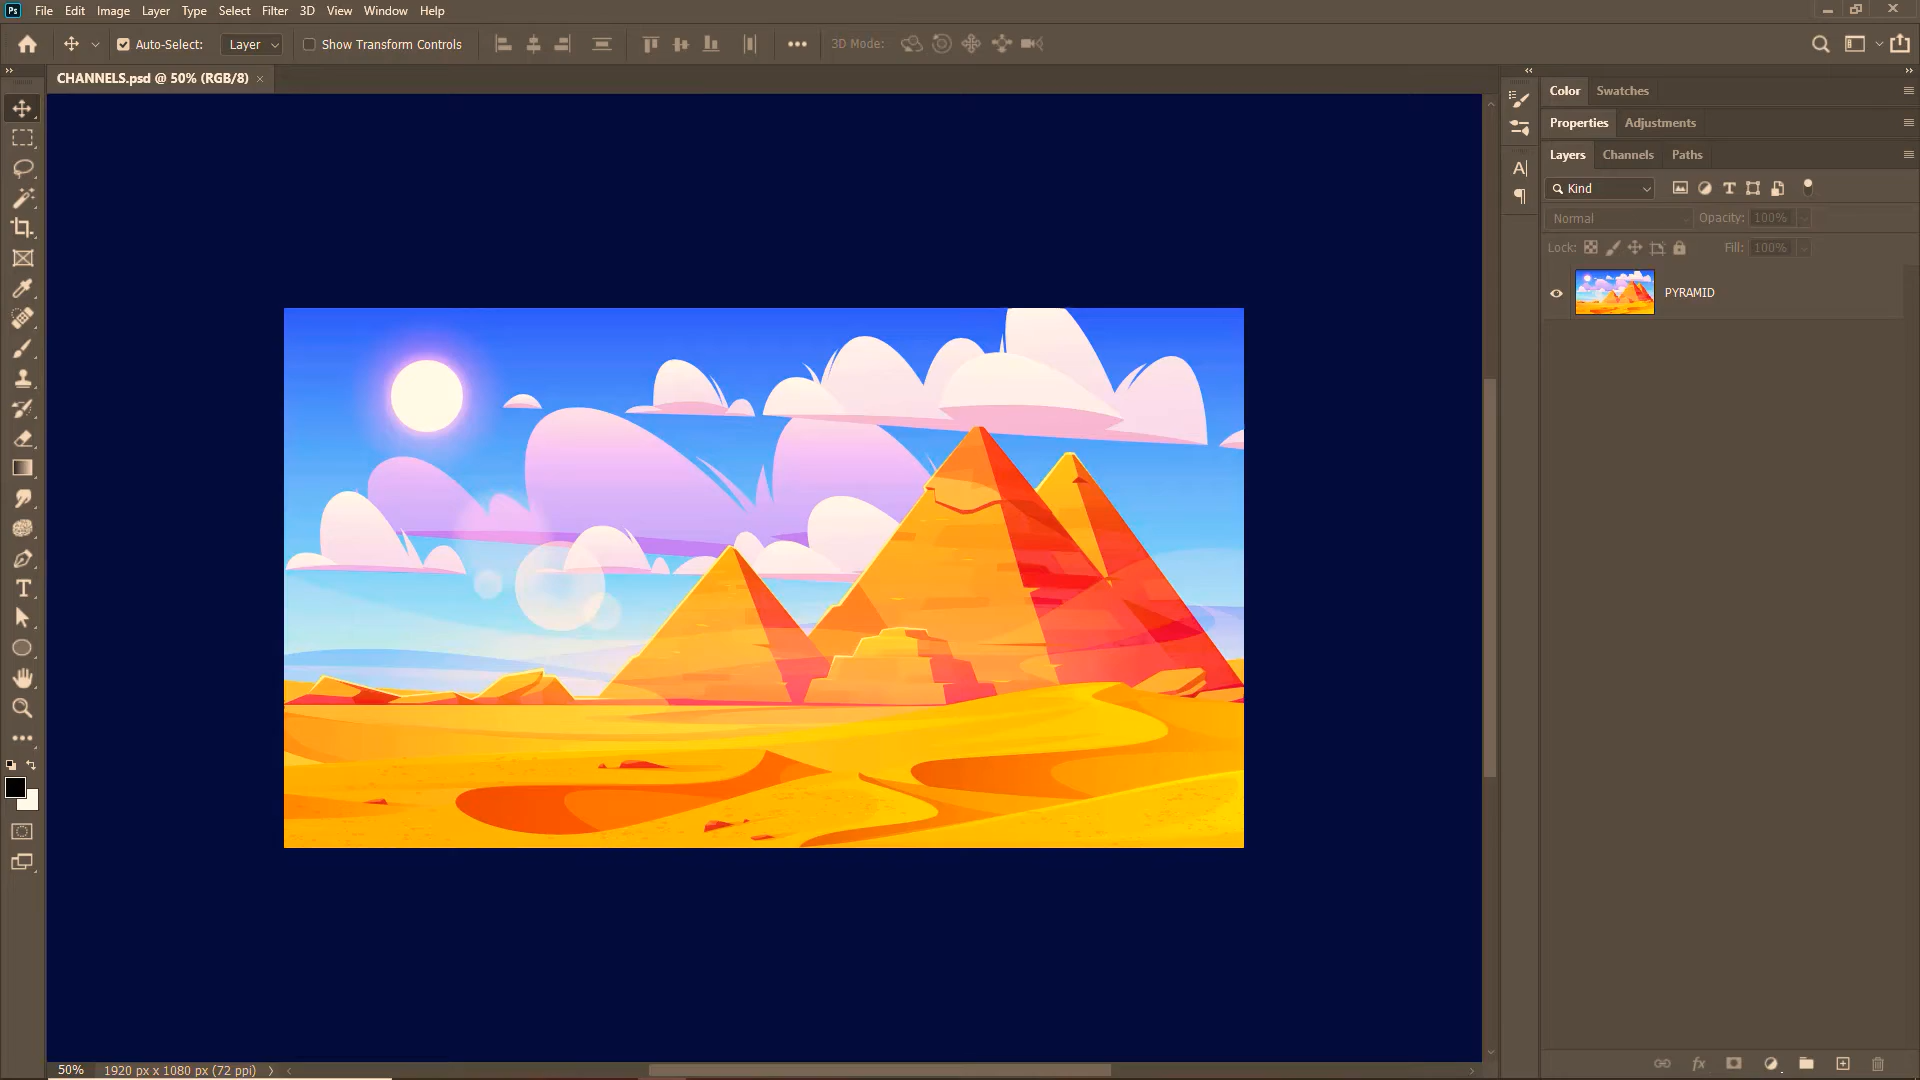 Ps File Edit Image Layer Type Select Filter 3D View Window Help
Auto-Select: Layer Show Transform Controls 3D Mode:
CHANNELS.psd @ 50% (RGB/8)
Color Swatches
Properties Adjustments
Layers Channels Paths
Kind
Normal Opacity: 100%
Lock: Fill: 100%
PYRAMID
50% 1920 px x 1080 px (72 ppi)